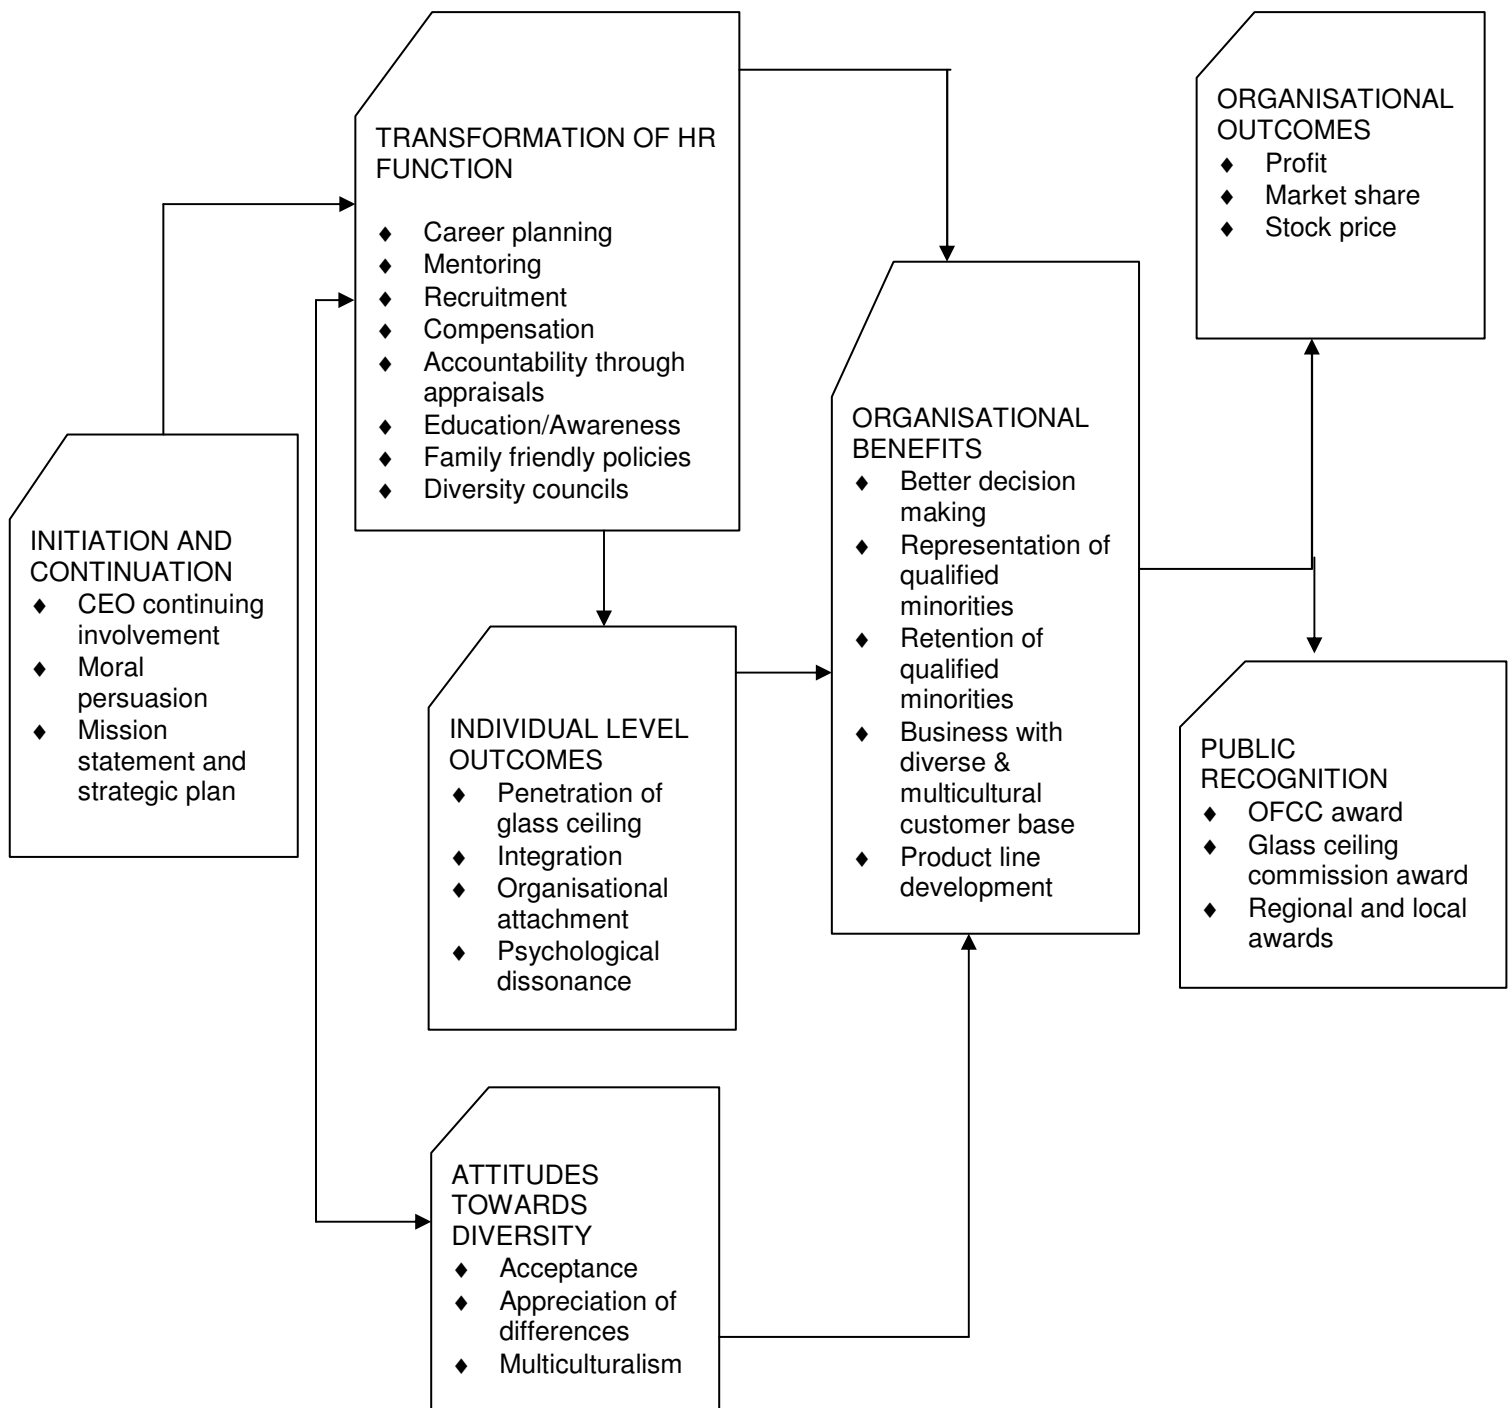 TRANSFORMATION OF HR
FUNCTION
♦ Career planning
♦ Mentoring
♦ Recruitment
♦ Compensation
♦ Accountability through
appraisals
♦ Education/Awareness
♦ Family friendly policies
♦ Diversity councils
ORGANISATIONAL
OUTCOMES
♦ Profit
♦ Market share
♦ Stock price
INITIATION AND
CONTINUATION
♦ CEO continuing
involvement
♦ Moral
persuasion
♦ Mission
statement and
strategic plan
ORGANISATIONAL
BENEFITS
♦ Better decision
making
♦ Representation of
qualified
minorities
♦ Retention of
qualified
minorities
♦ Business with
diverse &
multicultural
customer base
♦ Product line
development
INDIVIDUAL LEVEL
OUTCOMES
♦ Penetration of
glass ceiling
♦ Integration
♦ Organisational
attachment
♦ Psychological
dissonance
PUBLIC
RECOGNITION
♦ OFCC award
♦ Glass ceiling
commission award
♦ Regional and local
awards
ATTITUDES
TOWARDS
DIVERSITY
♦ Acceptance
♦ Appreciation of
differences
♦ Multiculturalism